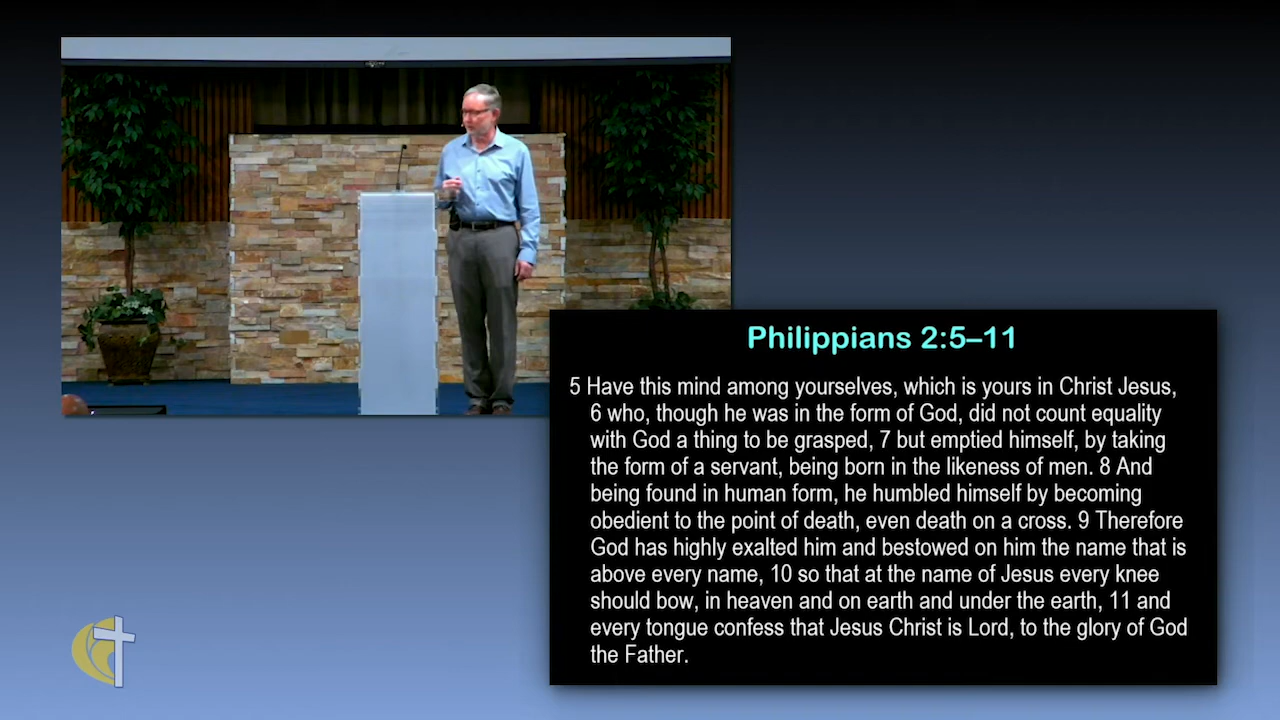 Philippians 2:5–11
5 Have this mind among yourselves, which is yours in Christ Jesus,
6 who, though he was in the form of God, did not count equality
with God a thing to be grasped, 7 but emptied himself, by taking
the form of a servant, being born in the likeness of men. 8 And
being found in human form, he humbled himself by becoming
obedient to the point of death, even death on a cross. 9 Therefore
God has highly exalted him and bestowed on him the name that is
above every name, 10 so that at the name of Jesus every knee
should bow, in heaven and on earth and under the earth, 11 and
every tongue confess that Jesus Christ is Lord, to the glory of God
the Father.